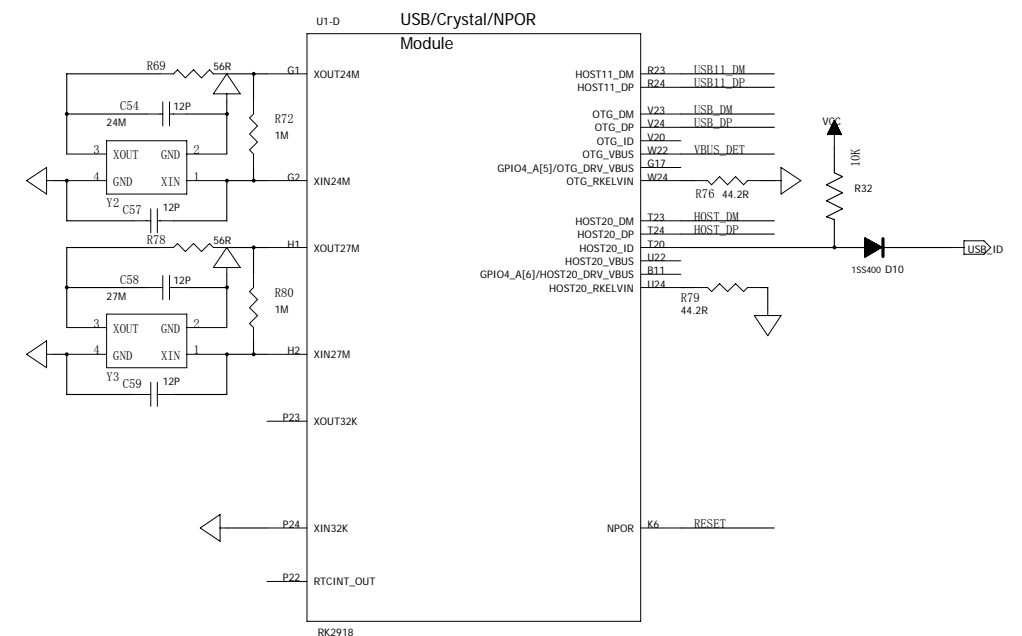 U1-D
USB/Crystal/NPOR
Module
R69
56R
G1
XOUT24M
C54
12P
24M
R72
1M
3
XOUT
GND
2
4
GND
XIN
1
G2
XIN24M
Y2
C57
12P
R78
56R
H1
XOUT27M
C58
12P
27M
R80
1M
3
XOUT
GND
2
4
GND
XIN
1
H2
XIN27M
Y3
C59
12P
P23
XOUT32K
P24
XIN32K
P22
RTCINT_OUT
HOST11_DM
R23
USB11_DM
HOST11_DP
R24
USB11_DP
OTG_DM
V23
USB_DM
OTG_DP
V24
USB_DP
OTG_ID
V20
OTG_VBUS
W22
VBUS_DET
GPIO4_A[5]/OTG_DRV_VBUS
G17
OTG_RKELVIN
W24
R76
44.2R
VCC
10K
R32
HOST20_DM
T23
HOST_DM
HOST20_DP
T24
HOST_DP
HOST20_ID
T20
HOST20_VBUS
U22
GPIO4_A[6]/HOST20_DRV_VBUS
B11
HOST20_RKELVIN
U24
R79
44.2R
1SS400
D10
USB_ID
NPOR
K6
RESET
RK2918